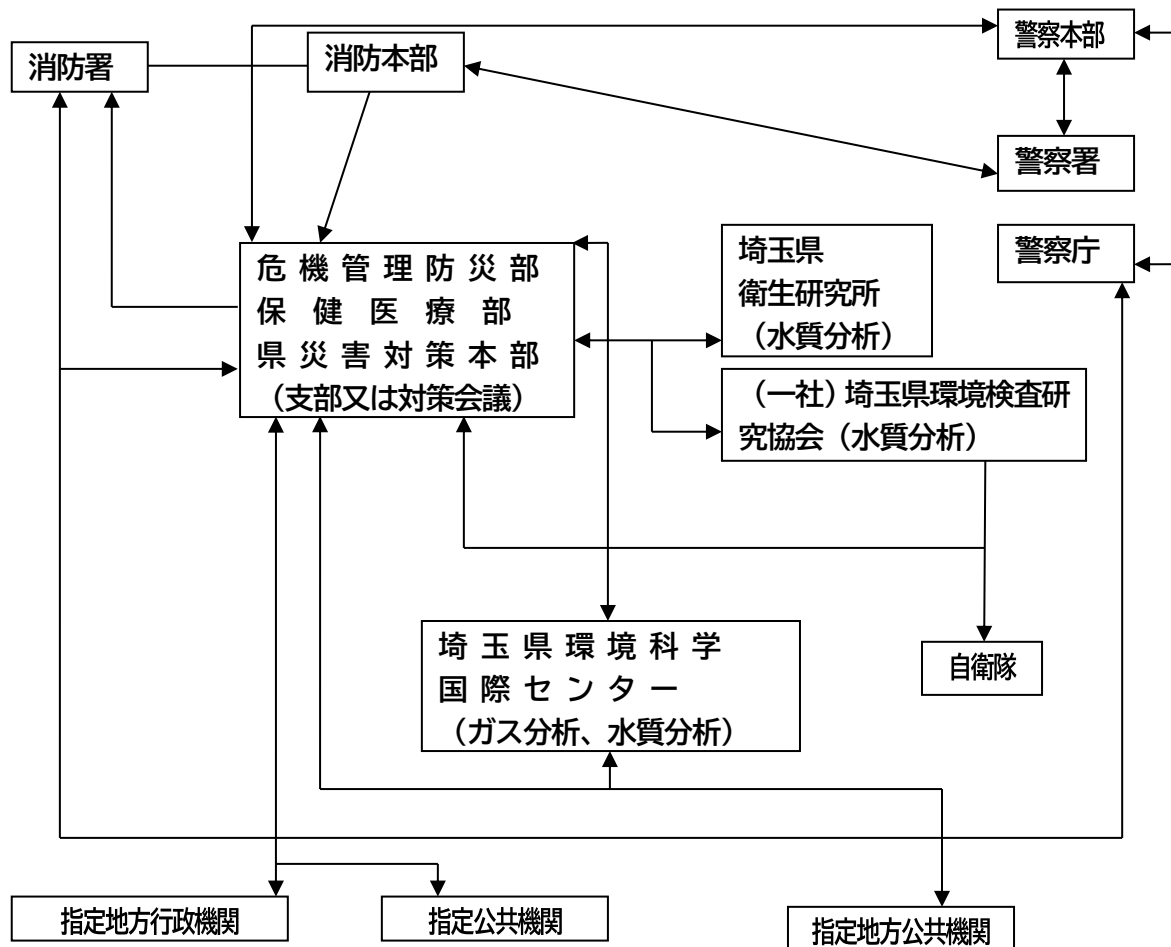 警察本部
消防署
消防本部
警察署
埼玉県
衛生研究所
（水質分析）
警察庁
危機管理防災部
保健医療部
県災害対策本部
（支部又は対策会議）
（一社）埼玉県環境検査研
究協会（水質分析）
埼玉県環境科学
国際センター
（ガス分析、水質分析）
自衛隊
指定地方行政機関
指定公共機関
指定地方公共機関